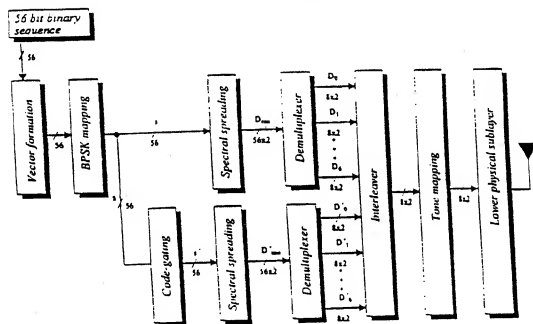 56 bit binary
sequence
56
Vector formation
56
BPSK mapping
s
56
Spectral spreading
56x2
Demultiplexer
D₀
8x2
D₁
8x2
D₆
8x2
s
56
Code-gating
s'
56
Spectral spreading
56x2
Demultiplexer
D'₀
8x2
D'₁
8x2
D'₆
8x2
Interleaver
8x2
Tone mapping
8x2
Lower physical sublayer